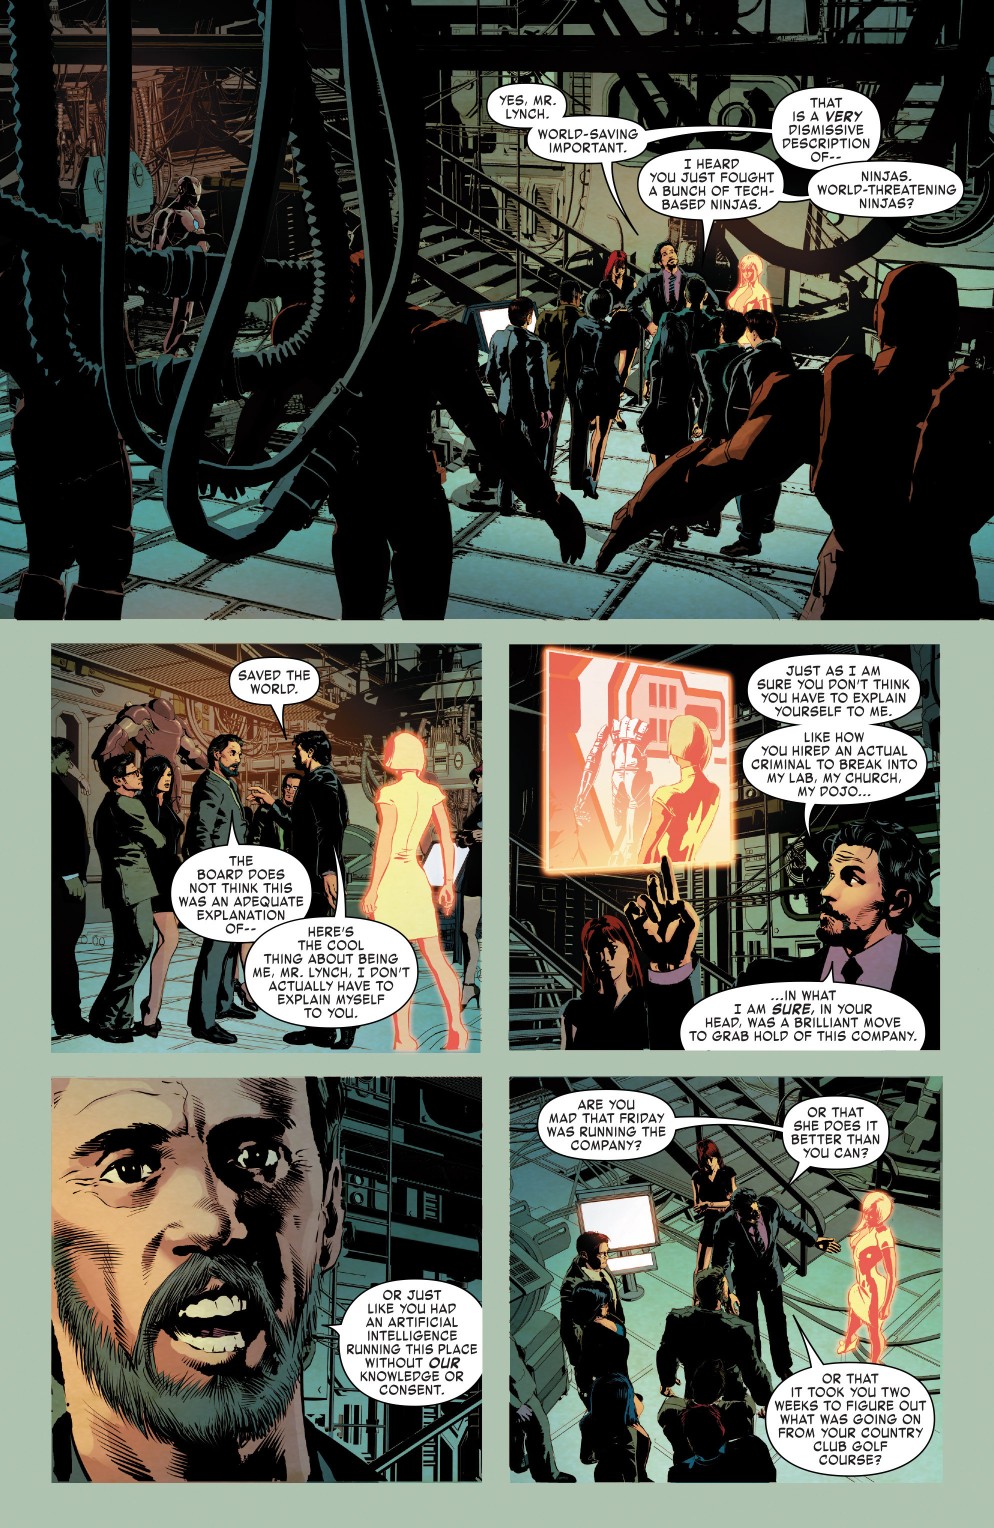 YES, MR.
LYNCH.
WORLD-SAVING
IMPORTANT.
THAT
IS A VERY
DISMISSIVE
DESCRIPTION
OF--
I HEARD
YOU JUST FOUGHT
A BUNCH OF TECH-
BASED NINJAS.
NINJAS.
WORLD-THREATENING
NINJAS?
SAVED THE
WORLD.
THE
BOARD DOES
NOT THINK THIS
WAS AN ADEQUATE
EXPLANATION
OF--
HERE'S
THE COOL
THING ABOUT BEING
ME, MR. LYNCH, I DON'T
ACTUALLY HAVE TO
EXPLAIN MYSELF
TO YOU.
JUST AS I AM
SURE YOU DON'T THINK
YOU HAVE TO EXPLAIN
YOURSELF TO ME.
LIKE HOW
YOU HIRED AN ACTUAL
CRIMINAL TO BREAK INTO
MY LAB, MY CHURCH,
MY DOJO...
...IN WHAT
I AM SURE, IN YOUR
HEAD, WAS A BRILLIANT MOVE
TO GRAB HOLD OF THIS COMPANY.
OR JUST
LIKE YOU HAD
AN ARTIFICIAL
INTELLIGENCE
RUNNING THIS PLACE
WITHOUT OUR
KNOWLEDGE OR
CONSENT.
ARE YOU
MAD THAT FRIDAY
WAS RUNNING THE
COMPANY?
OR THAT
SHE DOES IT
BETTER THAN
YOU CAN?
OR THAT
IT TOOK YOU TWO
WEEKS TO FIGURE OUT
WHAT WAS GOING ON
FROM YOUR COUNTRY
CLUB GOLF
COURSE?